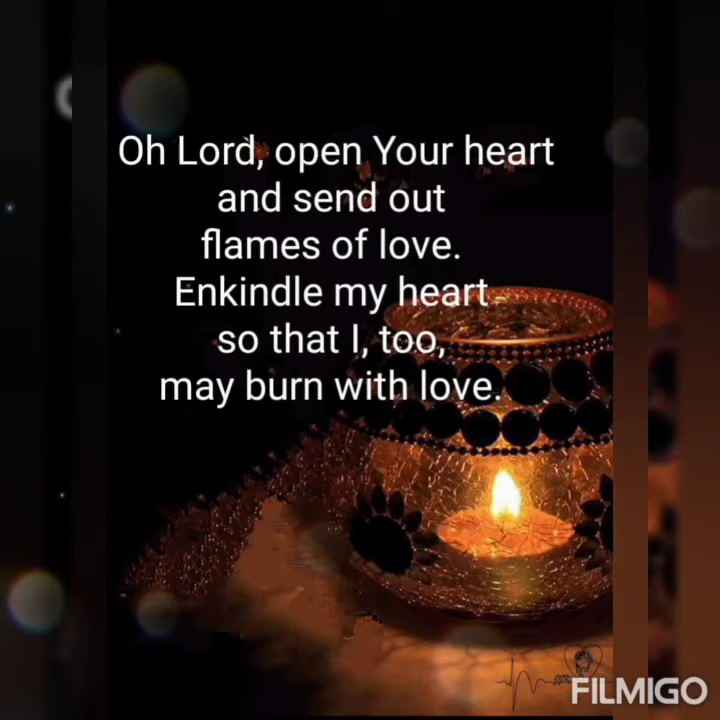 Oh Lord, open Your heart
and send out
flames of love.
Enkindle my heart
so that I, too,
may burn with love.
FILMIGO